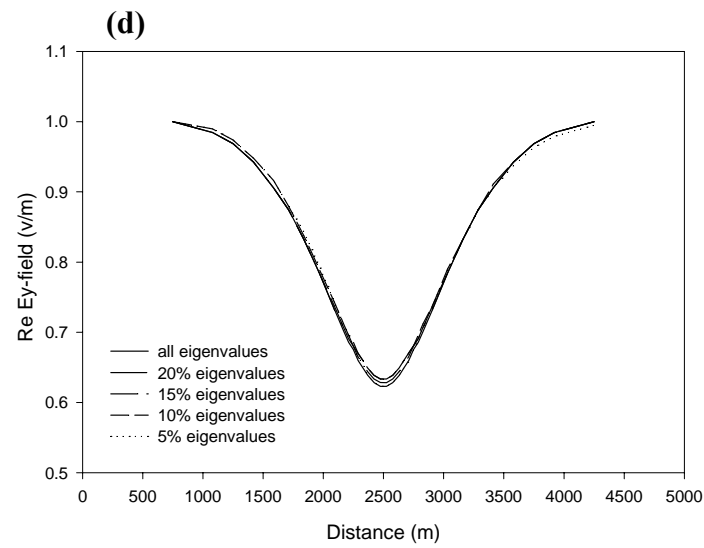 (d)
1.1
1.0
0.9
0.8
0.7
0.6
0.5
Re Ey-field (v/m)
all eigenvalues
20% eigenvalues
15% eigenvalues
10% eigenvalues
5% eigenvalues
0 500 1000 1500 2000 2500 3000 3500 4000 4500 5000
Distance (m)